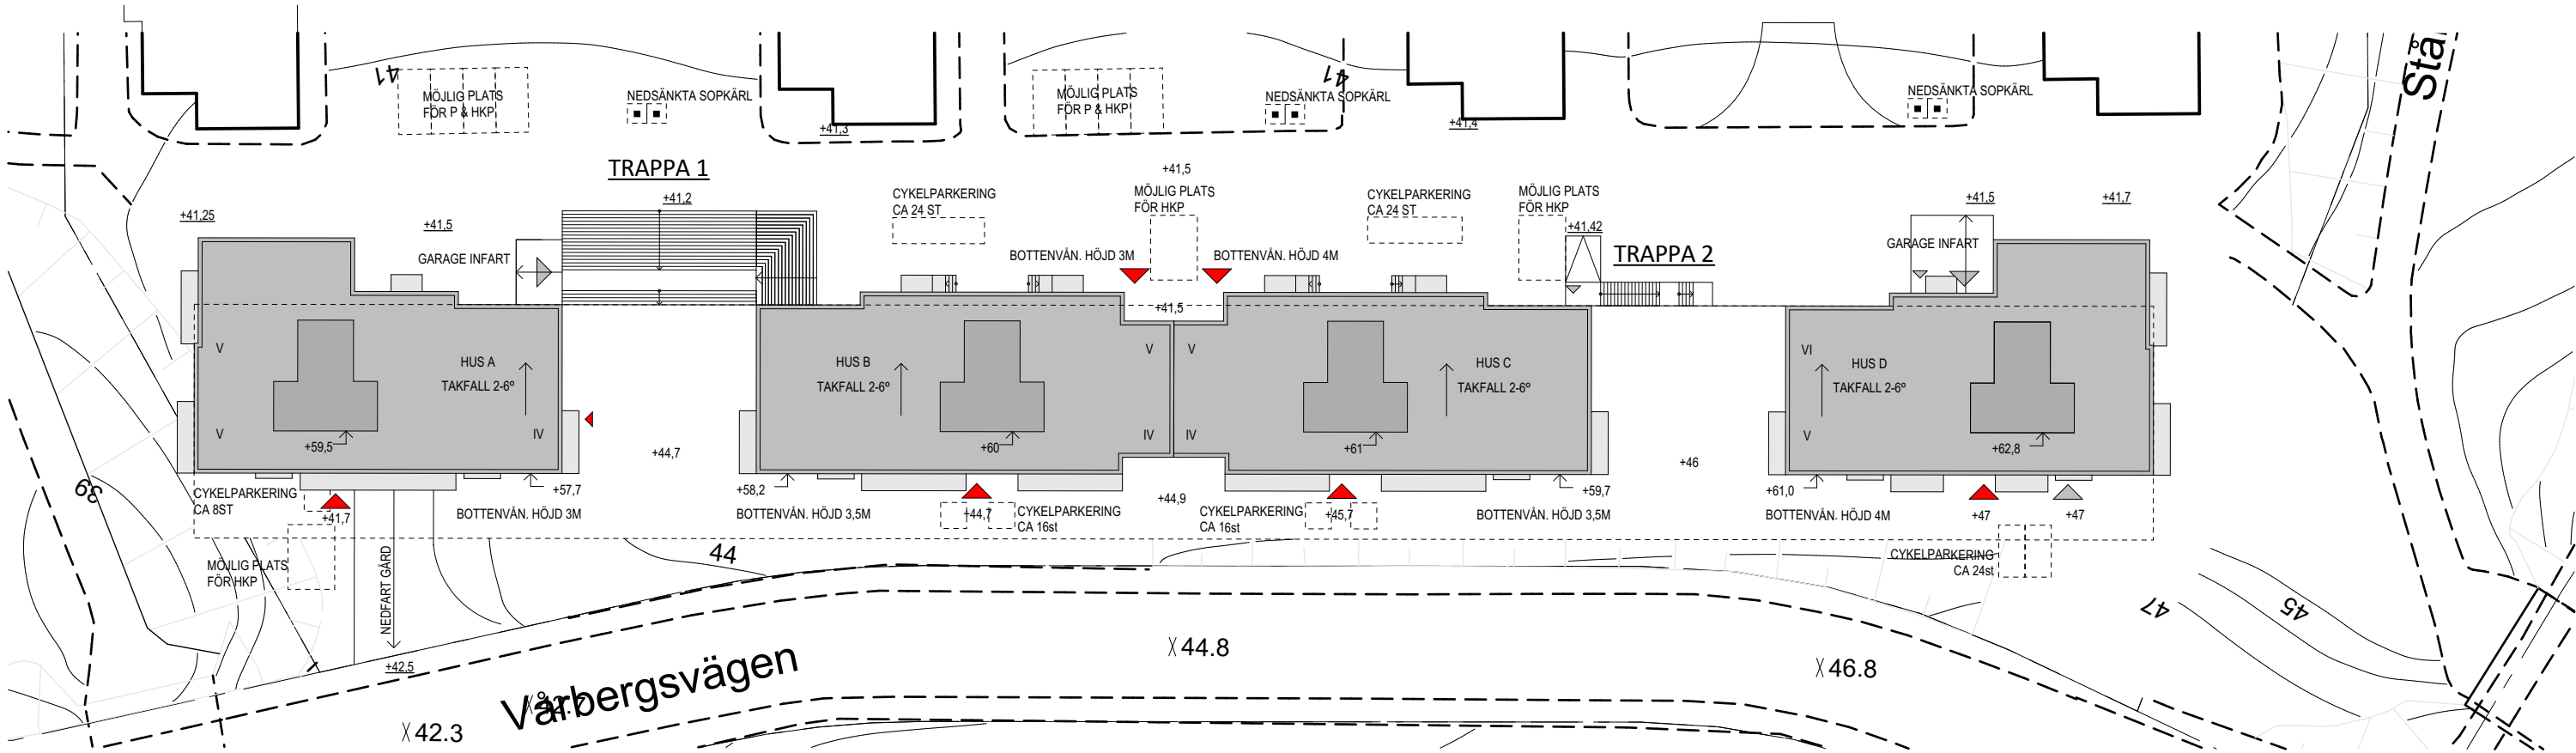 41
MÖJLIG PLATS
FÖR P & HKP
NEDSÄNKTA SOPKÄRL
+41,3
MÖJLIG PLATS
FÖR P & HKP
41
NEDSÄNKTA SOPKÄRL
+41,4
NEDSÄNKTA SOPKÄRL
Stå
TRAPPA 1
+41,25
+41,5
+41,2
GARAGE INFART
CYKELPARKERING
CA 24 ST
+41,5
MÖJLIG PLATS
FÖR HKP
BOTTENVÅN. HÖJD 3M
BOTTENVÅN. HÖJD 4M
+41,5
CYKELPARKERING
CA 24 ST
MÖJLIG PLATS
FÖR HKP
+41,42
TRAPPA 2
GARAGE INFART
+41,5
+41,7
V
HUS A
TAKFALL 2-6º
V
IV
+59,5
+44,7
HUS B
TAKFALL 2-6º
V
IV
+60
V
IV
HUS C
TAKFALL 2-6º
+61
+46
VI
HUS D
TAKFALL 2-6º
V
+62,8
39
CYKELPARKERING
CA 8ST
+41,7
+57,7
BOTTENVÅN. HÖJD 3M
MÖJLIG PLATS
FÖR HKP
NEDFART GÅRD
+42,5
+58,2
BOTTENVÅN. HÖJD 3,5M
+44,7
CYKELPARKERING
CA 16st
+44,9
CYKELPARKERING
CA 16st
+45,7
+59,7
BOTTENVÅN. HÖJD 3,5M
+61,0
BOTTENVÅN. HÖJD 4M
+47
+47
CYKELPARKERING
CA 24st
44
47
45
Vårbergsvägen
42.3
44.8
46.8